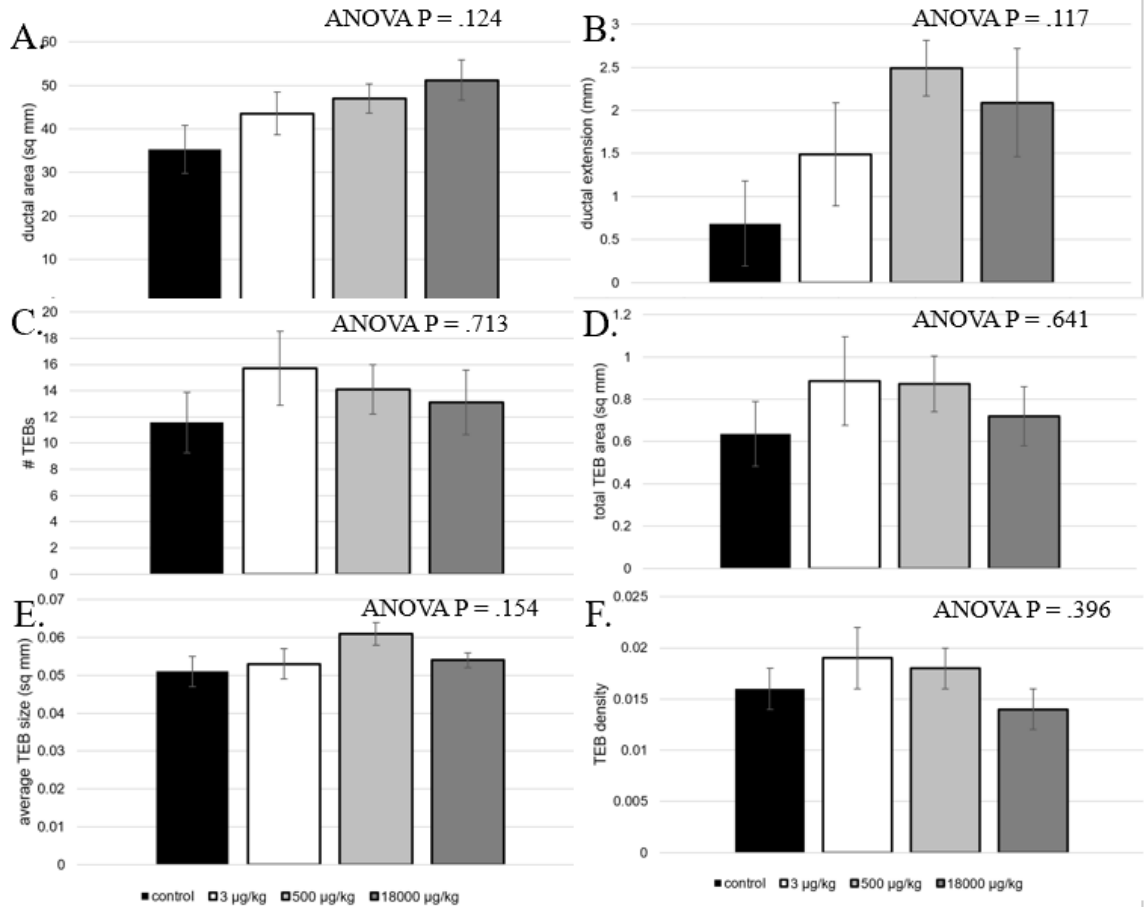 A.
ANOVA P = .124
60
50
40
30
20
10
ductal area (sq mm)
B.
ANOVA P = .117
3
2.5
2
1.5
1
0.5
0
ductal extension (mm)
C.
ANOVA P = .713
20
18
16
14
12
10
8
6
4
2
0
# TEBs
D.
ANOVA P = .641
1.2
1
0.8
0.6
0.4
0.2
0
total TEB area (sq mm)
E.
ANOVA P = .154
0.07
0.06
0.05
0.04
0.03
0.02
0.01
0
average TEB size (sq mm)
control 3 µg/kg 500 µg/kg 18000 µg/kg
F.
ANOVA P = .396
0.025
0.02
0.015
0.01
0.005
0
TEB density
control 3 µg/kg 500 µg/kg 18000 µg/kg